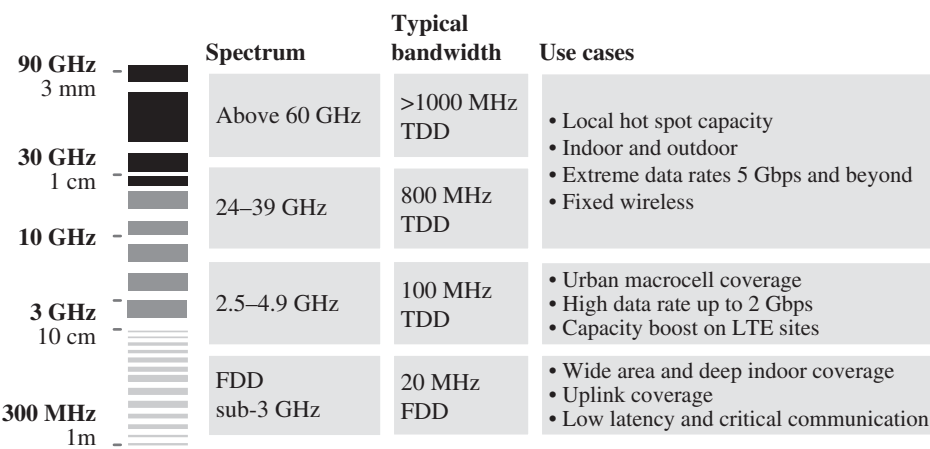 Spectrum
Typical
bandwidth
Use cases
90 GHz
3 mm
30 GHz
1 cm
10 GHz
3 GHz
10 cm
300 MHz
1m
Above 60 GHz
>1000 MHz
TDD
24–39 GHz
800 MHz
TDD
• Local hot spot capacity
• Indoor and outdoor
• Extreme data rates 5 Gbps and beyond
• Fixed wireless
2.5–4.9 GHz
100 MHz
TDD
• Urban macrocell coverage
• High data rate up to 2 Gbps
• Capacity boost on LTE sites
FDD
sub-3 GHz
20 MHz
FDD
• Wide area and deep indoor coverage
• Uplink coverage
• Low latency and critical communication